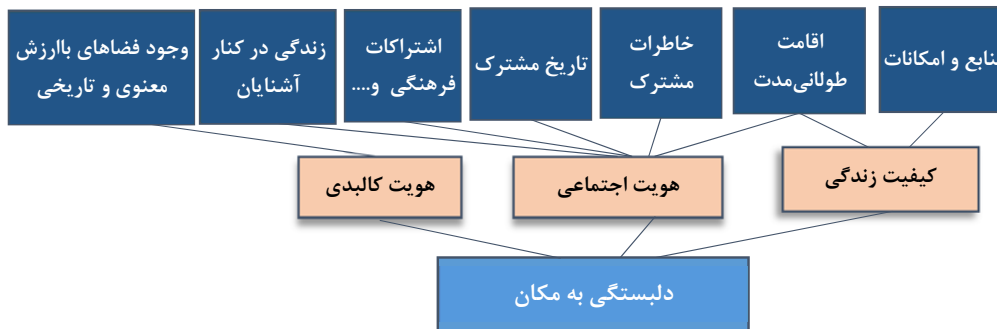 منابع و امکانات
اقامت
طولانی‌مدت
خاطرات
مشترک
تاریخ مشترک
اشتراکات
فرهنگی و....
زندگی در کنار
آشنایان
وجود فضاهای باارزش
معنوی و تاریخی
کیفیت زندگی
هویت اجتماعی
هویت کالبدی
دلبستگی به مکان